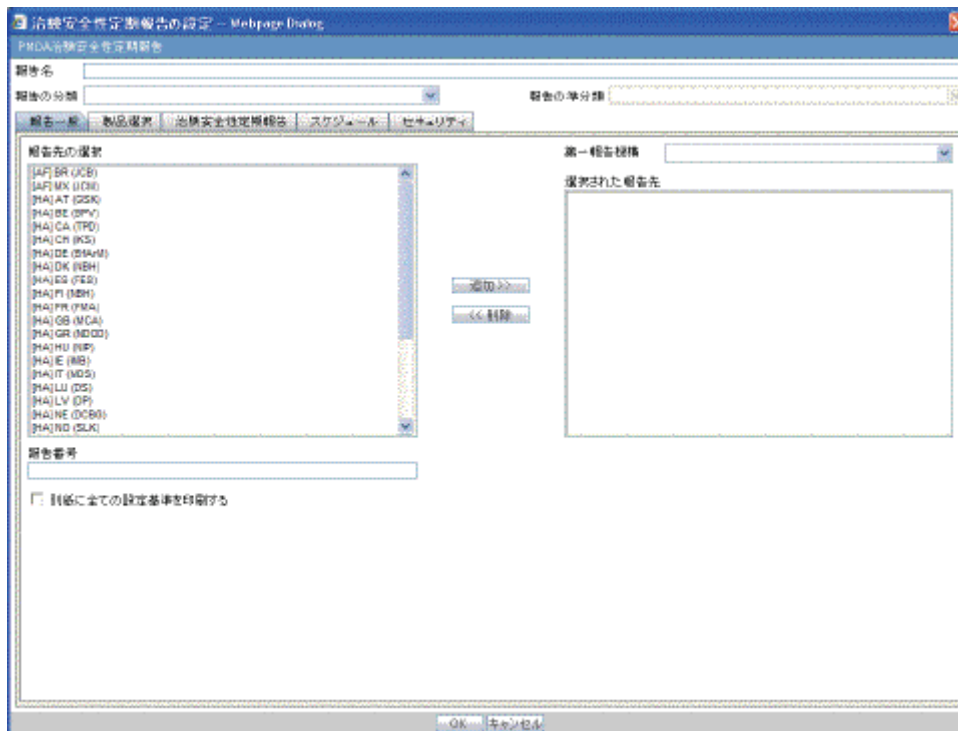 治験安全性定期報告の設定 -- Webpage Dialog
PMDA治験安全性定期報告
報告名
報告の分類
報告の準分類
報告一般 製品選択 治験安全性定期報告 スケジュール セキュリティ
報告先の選択
第一報告機構
[AF] BR (JCB)
選択された報告先
[AF] MX (JCM)
[HA] AT (GSK)
[HA] BE (BPV)
[HA] CA (TPD)
[HA] CH (IKS)
[HA] DE (BfArM)
[HA] DK (NBH)
[HA] ES (FES)
[HA] FI (NBH)
[HA] FR (FMA)
[HA] GB (MCA)
[HA] GR (NDOD)
[HA] HU (NIP)
[HA] IE (WB)
[HA] IT (MDS)
[HA] LU (DS)
[HA] LV (DP)
[HA] NE (DCBG)
[HA] NO (SLK)
追加 >>
<< 削除
報告番号
別紙に全ての設定基準を印刷する
OK キャンセル